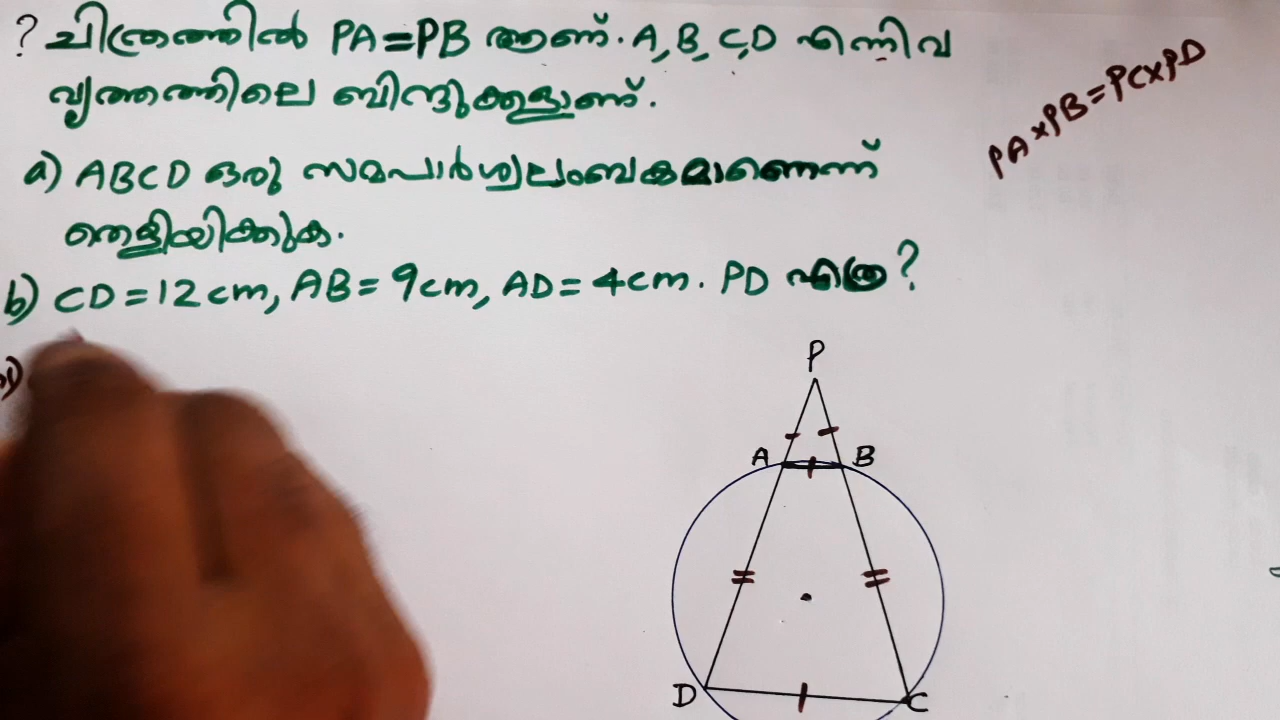 ? ചിത്രത്തിൽ PA=PB ആണ്. A, B, C, D എന്നിവ
വൃത്തത്തിലെ ബിന്ദുക്കളാണ്.
PA×PB=PC×PD
a) ABCD ഒരു സമപാർശ്വലംബകമാണെന്ന്
തെളിയിക്കുക.
b) CD=12cm, AB=9cm, AD=4cm. PD എത്ര?
P
A B
D C